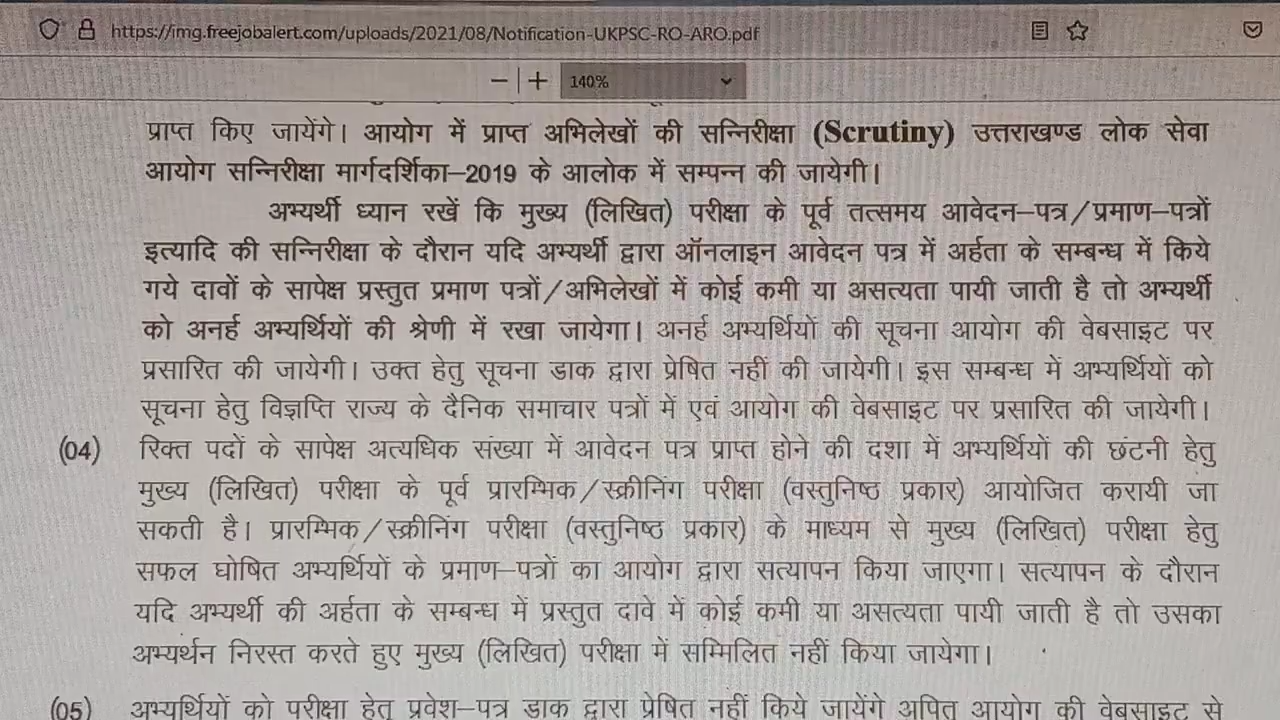 https://img.freejobalert.com/uploads/2021/08/Notification-UKPSC-RO-ARO.pdf
140%
प्राप्त किए जायेंगे। आयोग में प्राप्त अभिलेखों की सन्निरीक्षा (Scrutiny) उत्तराखण्ड लोक सेवा
आयोग सन्निरीक्षा मार्गदर्शिका–2019 के आलोक में सम्पन्न की जायेगी।
अभ्यर्थी ध्यान रखें कि मुख्य (लिखित) परीक्षा के पूर्व तत्समय आवेदन–पत्र/प्रमाण–पत्रों
इत्यादि की सन्निरीक्षा के दौरान यदि अभ्यर्थी द्वारा ऑनलाइन आवेदन पत्र में अर्हता के सम्बन्ध में किये
गये दावों के सापेक्ष प्रस्तुत प्रमाण पत्रों/अभिलेखों में कोई कमी या असत्यता पायी जाती है तो अभ्यर्थी
को अनर्ह अभ्यर्थियों की श्रेणी में रखा जायेगा। अनर्ह अभ्यर्थियों की सूचना आयोग की वेबसाइट पर
प्रसारित की जायेगी। उक्त हेतु सूचना डाक द्वारा प्रेषित नहीं की जायेगी। इस सम्बन्ध में अभ्यर्थियों को
सूचना हेतु विज्ञप्ति राज्य के दैनिक समाचार पत्रों में एवं आयोग की वेबसाइट पर प्रसारित की जायेगी।
(04) रिक्त पदों के सापेक्ष अत्यधिक संख्या में आवेदन पत्र प्राप्त होने की दशा में अभ्यर्थियों की छंटनी हेतु
मुख्य (लिखित) परीक्षा के पूर्व प्रारम्भिक/स्क्रीनिंग परीक्षा (वस्तुनिष्ठ प्रकार) आयोजित करायी जा
सकती है। प्रारम्भिक/स्क्रीनिंग परीक्षा (वस्तुनिष्ठ प्रकार) के माध्यम से मुख्य (लिखित) परीक्षा हेतु
सफल घोषित अभ्यर्थियों के प्रमाण–पत्रों का आयोग द्वारा सत्यापन किया जाएगा। सत्यापन के दौरान
यदि अभ्यर्थी की अर्हता के सम्बन्ध में प्रस्तुत दावे में कोई कमी या असत्यता पायी जाती है तो उसका
अभ्यर्थन निरस्त करते हुए मुख्य (लिखित) परीक्षा में सम्मिलित नहीं किया जायेगा।
(05) अभ्यर्थियों को परीक्षा हेतु प्रवेश–पत्र डाक द्वारा प्रेषित नहीं किये जायेंगे अपितु आयोग की वेबसाइट से